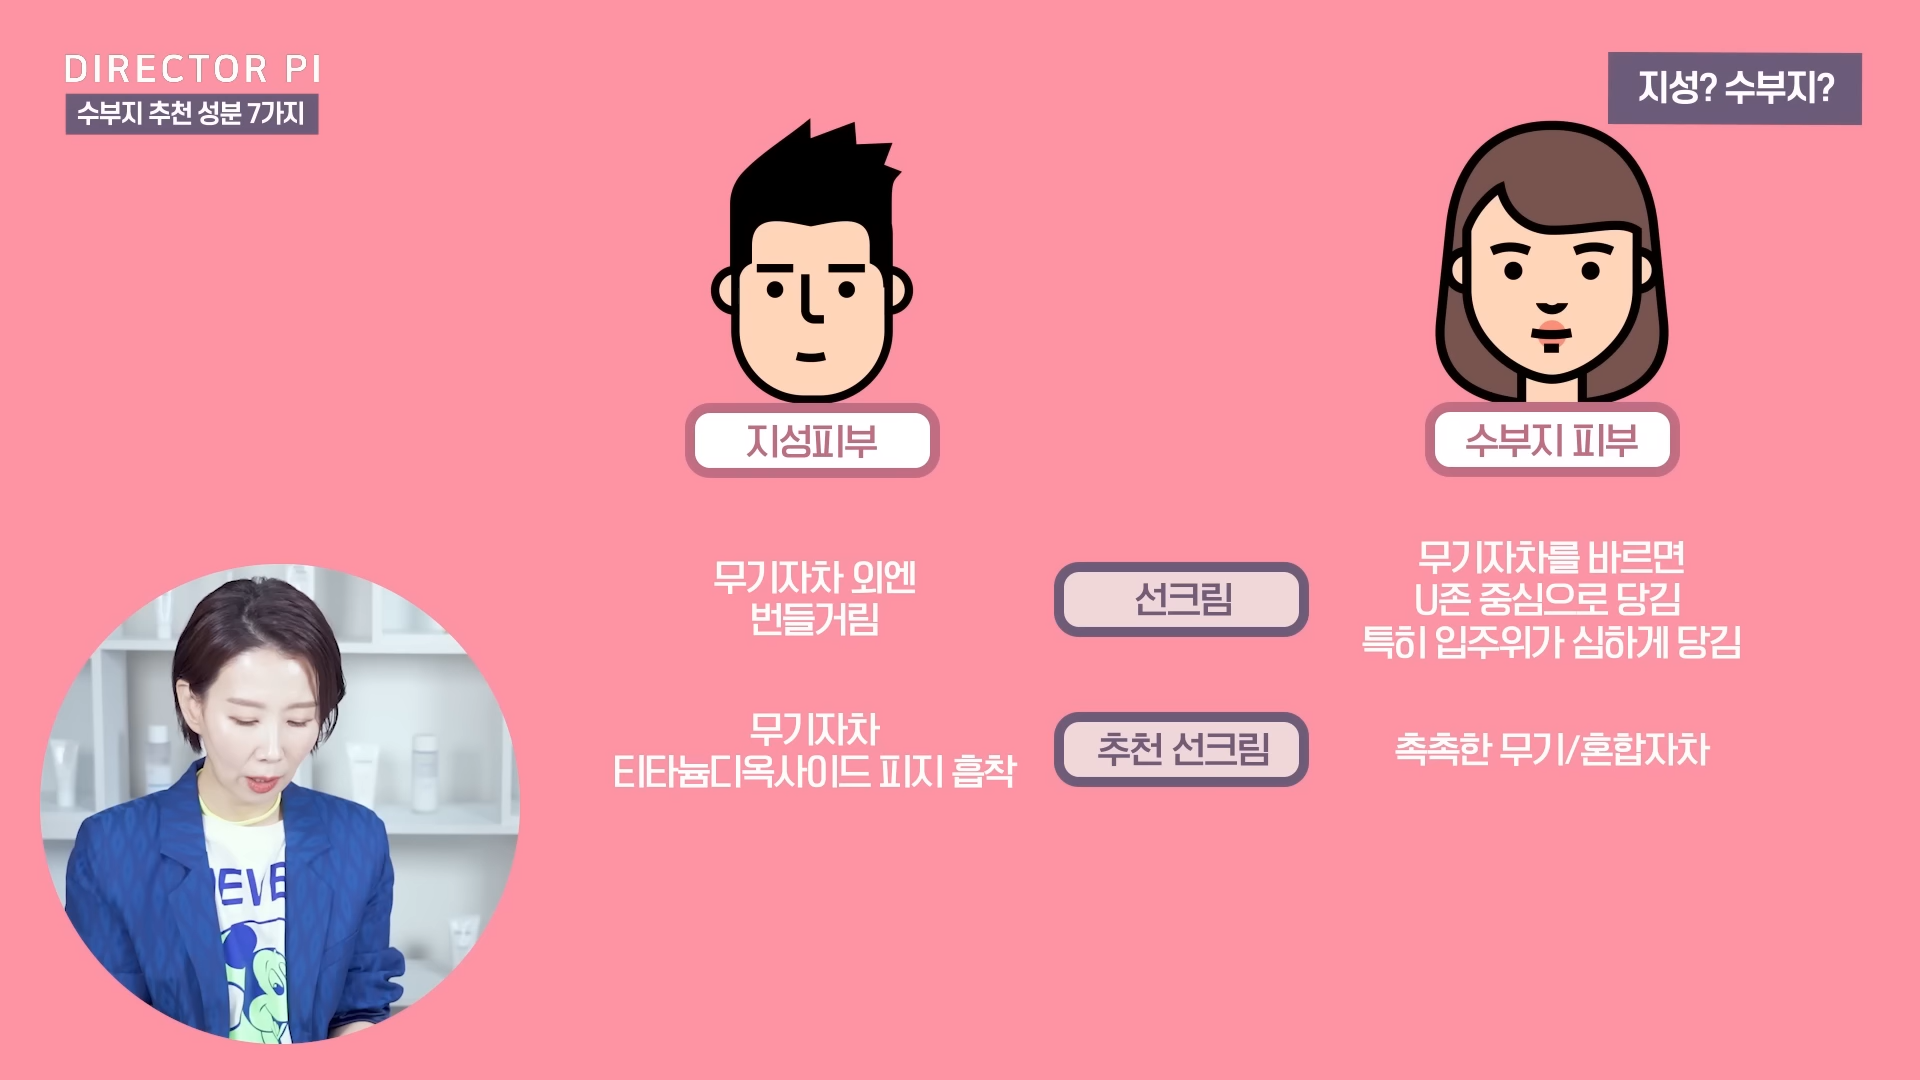 DIRECTOR PI
수부지 추천 성분 7가지
지성? 수부지?
지성피부
수부지 피부
무기자차 외엔
번들거림
선크림
무기자차를 바르면
U존 중심으로 당김
특히 입주위가 심하게 당김
무기자차
티타늄디옥사이드 피지 흡착
추천 선크림
촉촉한 무기/혼합자차